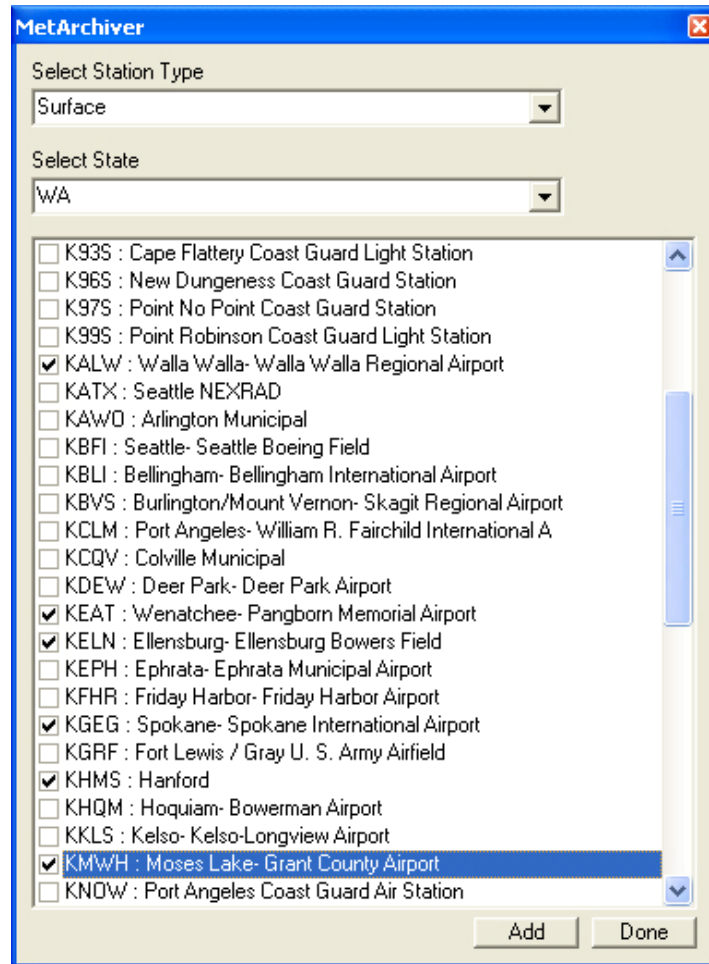 MetArchiver
Select Station Type
Surface
Select State
WA
K93S : Cape Flattery Coast Guard Light Station
K96S : New Dungeness Coast Guard Station
K97S : Point No Point Coast Guard Station
K99S : Point Robinson Coast Guard Light Station
KALW : Walla Walla- Walla Walla Regional Airport
KATX : Seattle NEXRAD
KAWO : Arlington Municipal
KBFI : Seattle- Seattle Boeing Field
KBLI : Bellingham- Bellingham International Airport
KBVS : Burlington/Mount Vernon- Skagit Regional Airport
KCLM : Port Angeles- William R. Fairchild International A
KCQV : Colville Municipal
KDEW : Deer Park- Deer Park Airport
KEAT : Wenatchee- Pangborn Memorial Airport
KELN : Ellensburg- Ellensburg Bowers Field
KEPH : Ephrata- Ephrata Municipal Airport
KFHR : Friday Harbor- Friday Harbor Airport
KGEG : Spokane- Spokane International Airport
KGRF : Fort Lewis / Gray U. S. Army Airfield
KHMS : Hanford
KHQM : Hoquiam- Bowerman Airport
KKLS : Kelso- Kelso-Longview Airport
KMWH : Moses Lake- Grant County Airport
KNOW : Port Angeles Coast Guard Air Station
Add Done